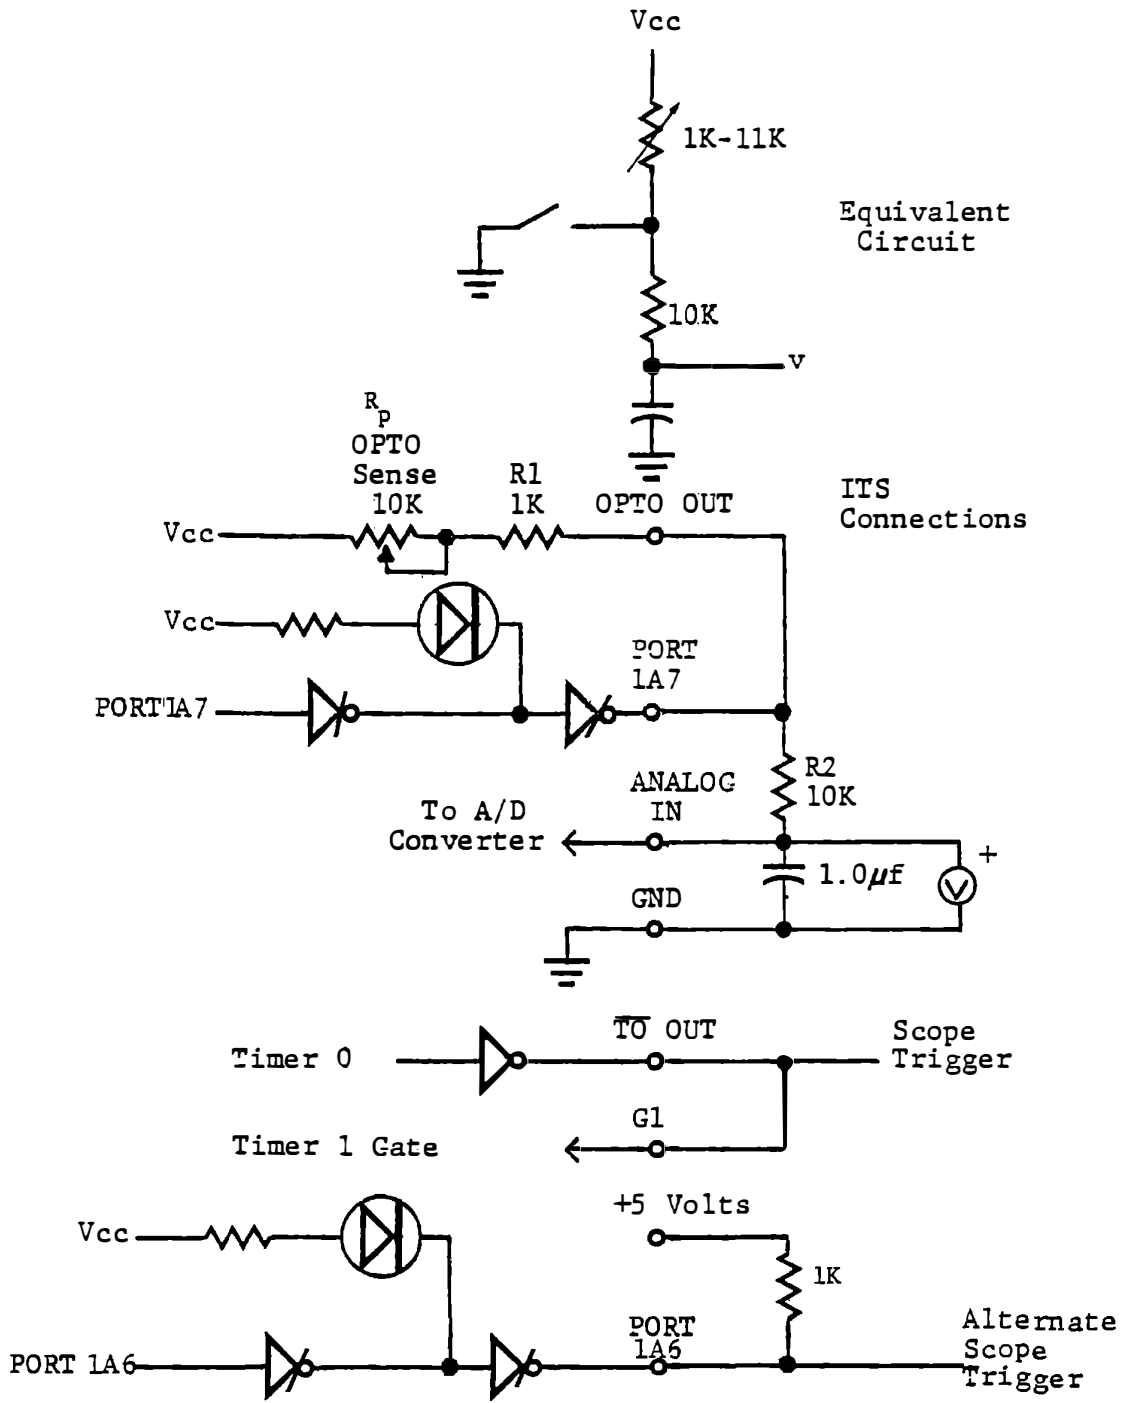 Vcc
1K-11K
Equivalent
Circuit
10K
v
Rp
OPTO
Sense
10K
R1
1K
OPTO OUT
ITS
Connections
Vcc
Vcc
PORT
1A7
PORT 1A7
R2
10K
ANALOG
IN
To A/D
Converter
+
1.0μf
V
GND
T0 OUT
Scope
Trigger
Timer 0
G1
Timer 1 Gate
+5 Volts
Vcc
1K
PORT
1A6
PORT 1A6
Alternate
Scope
Trigger